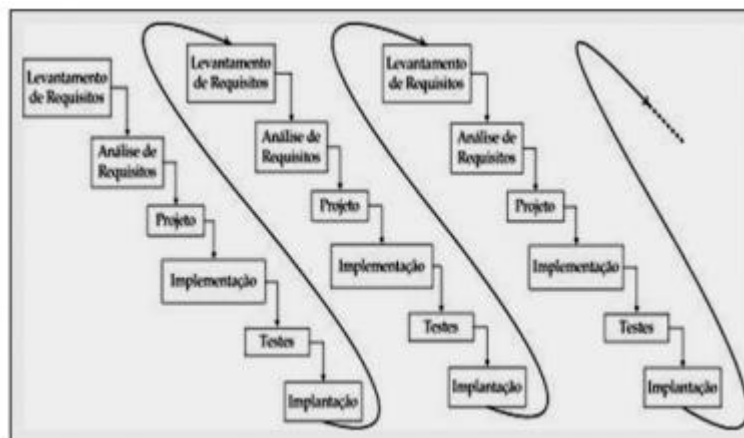 Levantamento
de Requisitos
Análise de
Requisitos
Projeto
Implementação
Testes
Implantação
Levantamento
de Requisitos
Análise de
Requisitos
Projeto
Implementação
Testes
Implantação
Levantamento
de Requisitos
Análise de
Requisitos
Projeto
Implementação
Testes
Implantação